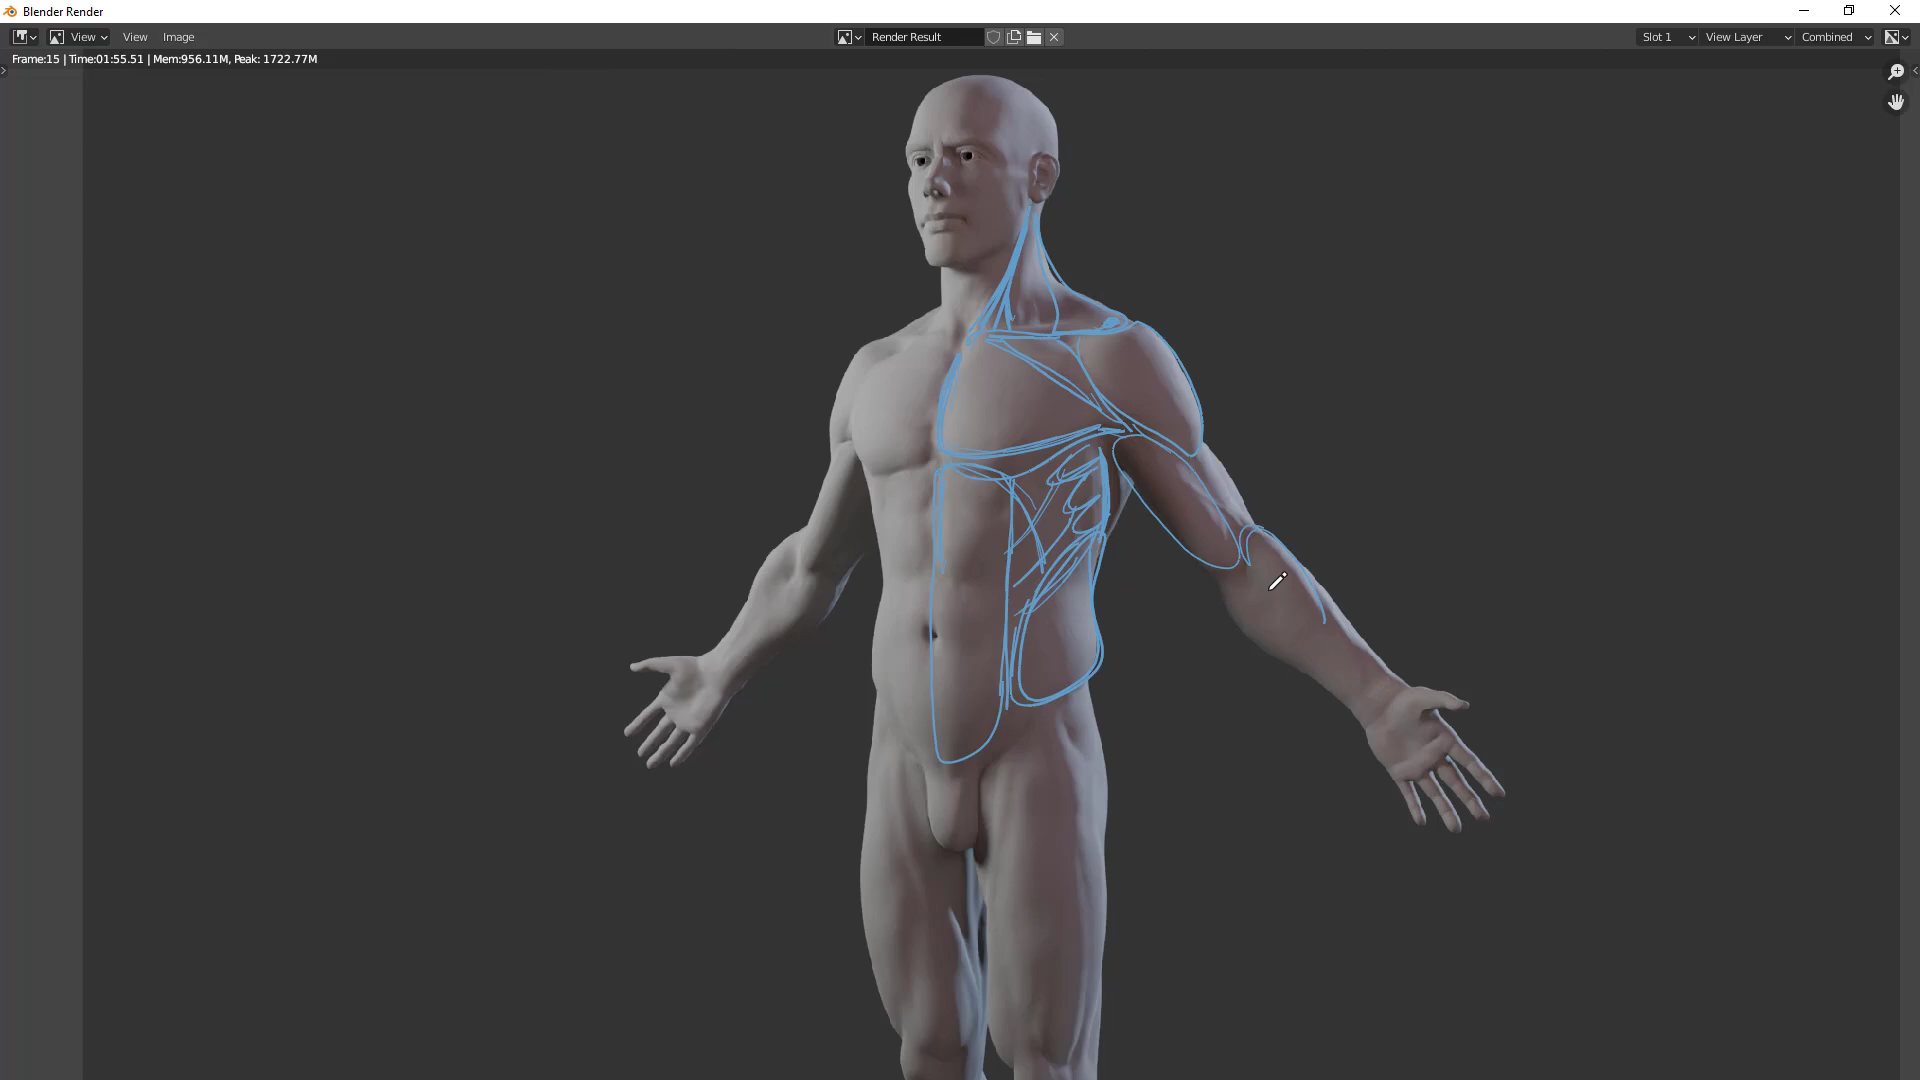 Blender Render
View View Image Render Result Slot 1 View Layer Combined
Frame:15 | Time:01:55.51 | Mem:956.11M, Peak: 1722.77M